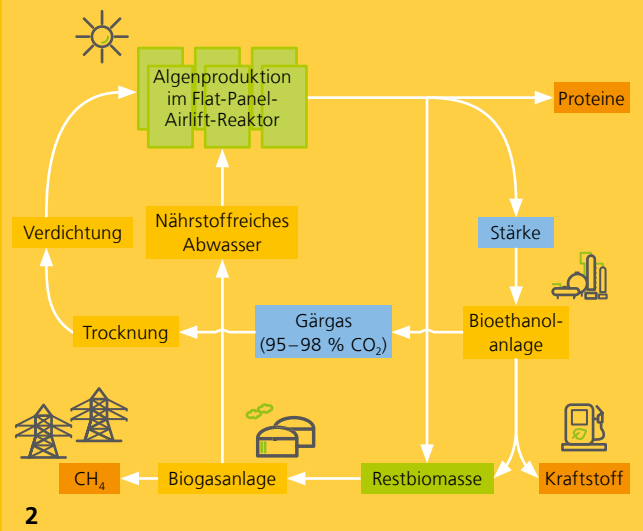 Algenproduktion
im Flat-Panel-
Airlift-Reaktor
Proteine
Verdichtung
Nährstoffreiches
Abwasser
Stärke
Trocknung
Gärgas
(95–98 % CO₂)
Bioethanol-
anlage
CH₄
Biogasanlage
Restbiomasse
Kraftstoff
2